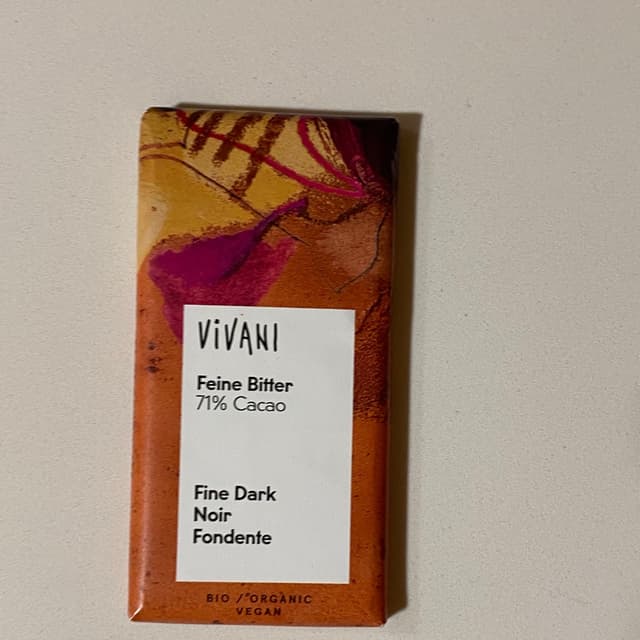 ViVANI
Feine Bitter
71% Cacao
Fine Dark
Noir
Fondente
BIO / ORGANIC
VEGAN